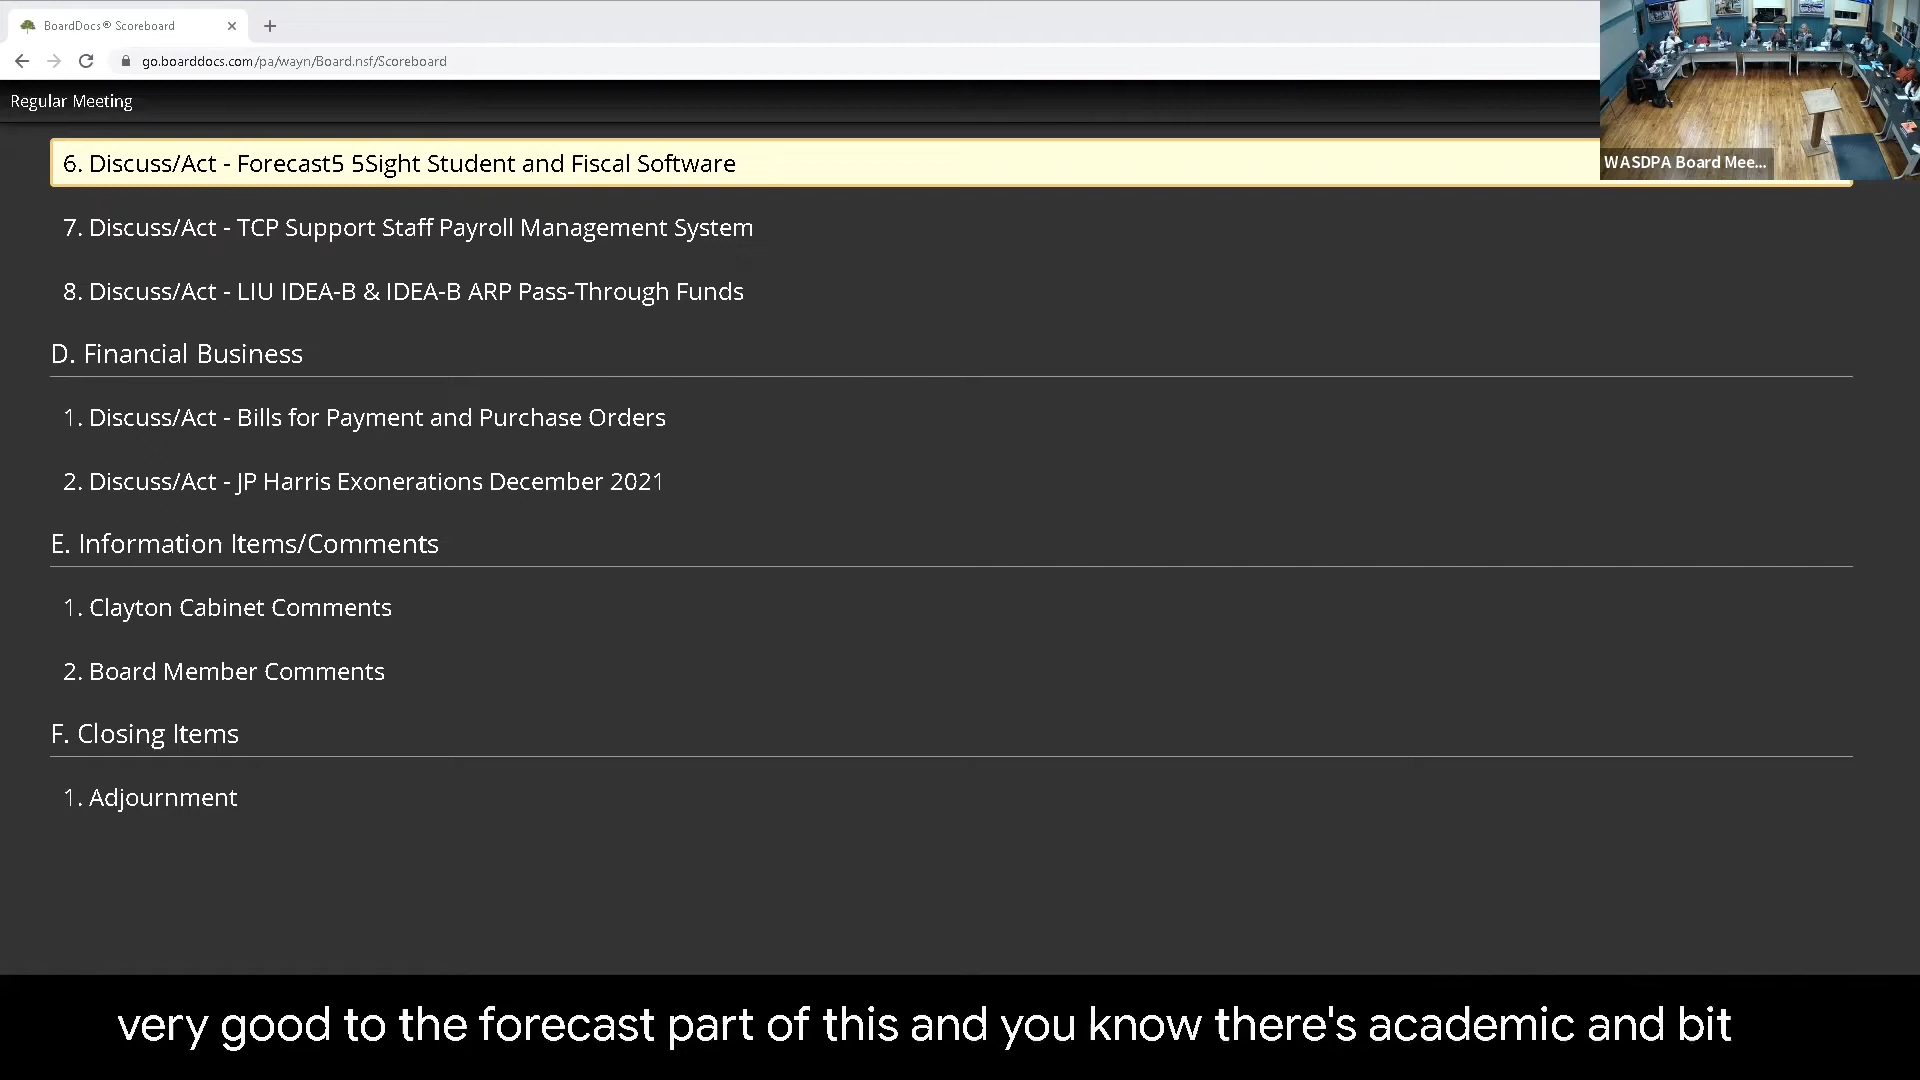 BoardDocs® Scoreboard
go.boarddocs.com/pa/wayn/Board.nsf/Scoreboard
Regular Meeting
WASDPA Board Mee...
6. Discuss/Act - Forecast5 5Sight Student and Fiscal Software
7. Discuss/Act - TCP Support Staff Payroll Management System
8. Discuss/Act - LIU IDEA-B & IDEA-B ARP Pass-Through Funds
D. Financial Business
1. Discuss/Act - Bills for Payment and Purchase Orders
2. Discuss/Act - JP Harris Exonerations December 2021
E. Information Items/Comments
1. Clayton Cabinet Comments
2. Board Member Comments
F. Closing Items
1. Adjournment
very good to the forecast part of this and you know there's academic and bit